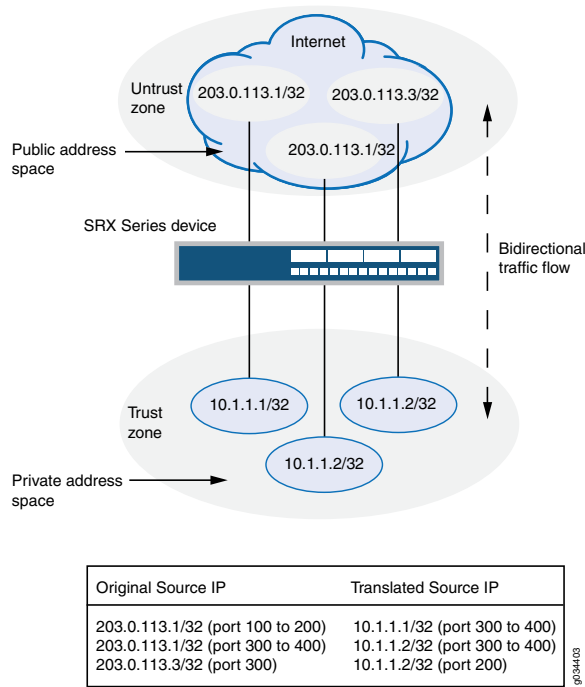 Internet
Untrust
zone
203.0.113.1/32
203.0.113.3/32
203.0.113.1/32
Public address
space
SRX Series device
Bidirectional
traffic flow
10.1.1.1/32
10.1.1.2/32
Trust
zone
10.1.1.2/32
Private address
space
Original Source IP Translated Source IP
203.0.113.1/32 (port 100 to 200) 10.1.1.1/32 (port 300 to 400)
203.0.113.1/32 (port 300 to 400) 10.1.1.2/32 (port 300 to 400)
203.0.113.3/32 (port 300) 10.1.1.2/32 (port 200)
g034403